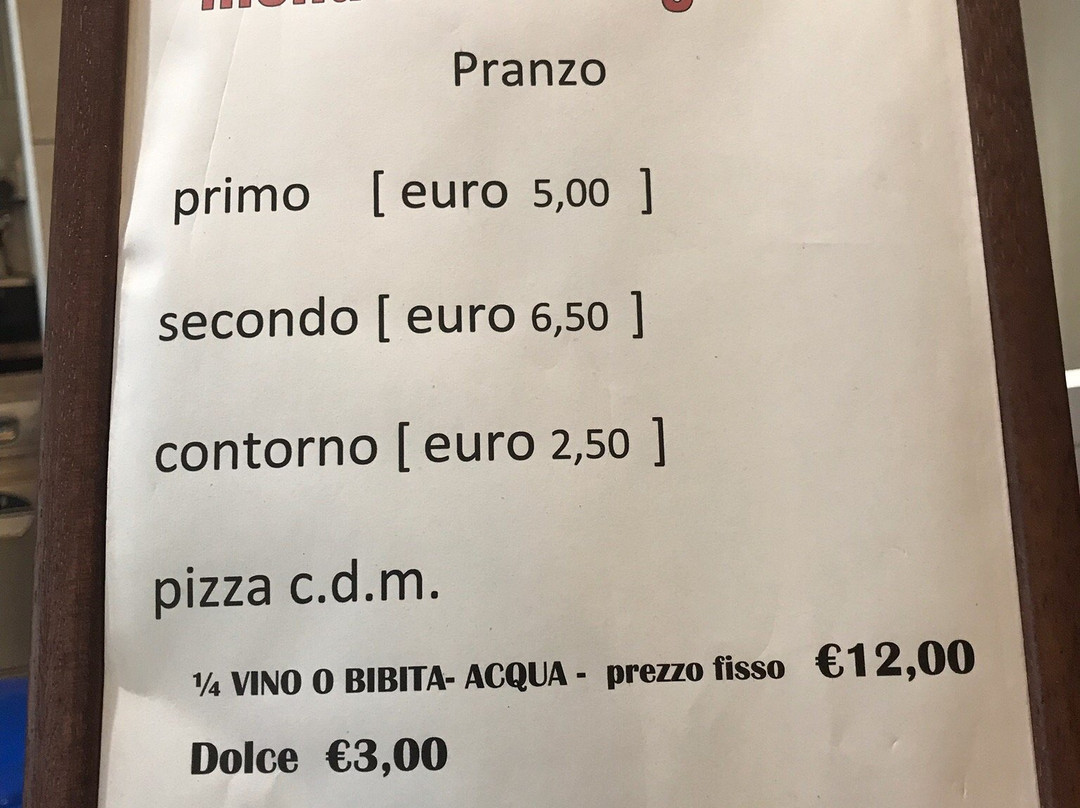 Pranzo
primo [ euro 5,00 ]
secondo [ euro 6,50 ]
contorno [ euro 2,50 ]
pizza c.d.m.
¼ VINO O BIBITA- ACQUA - prezzo fisso €12,00
Dolce €3,00